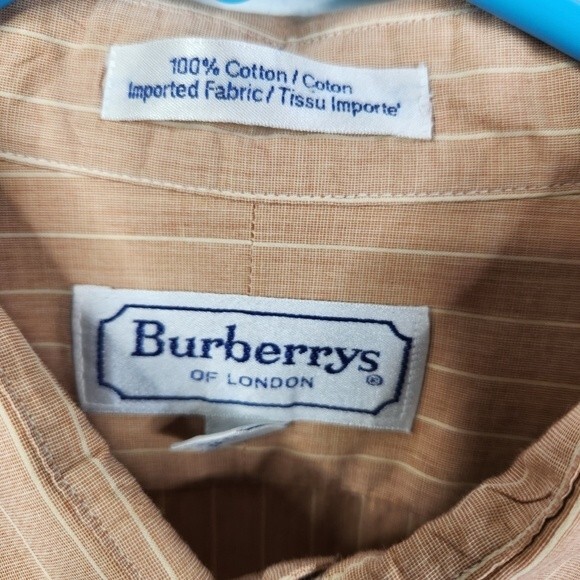 100% Cotton / Coton
Imported Fabric / Tissu Importe'
Burberrys
OF LONDON ®